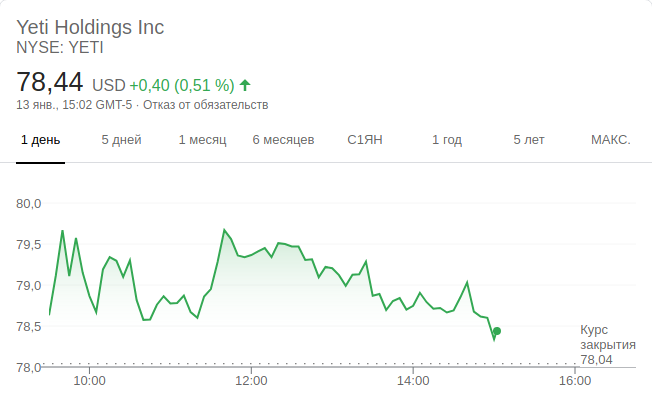 Yeti Holdings Inc
NYSE: YETI
78,44 USD +0,40 (0,51 %)
13 янв., 15:02 GMT-5 · Отказ от обязательств
1 день 5 дней 1 месяц 6 месяцев С1ЯН 1 год 5 лет МАКС.
80,0
79,5
79,0
78,5
78,0
Курс
закрытия
78,04
10:00 12:00 14:00 16:00